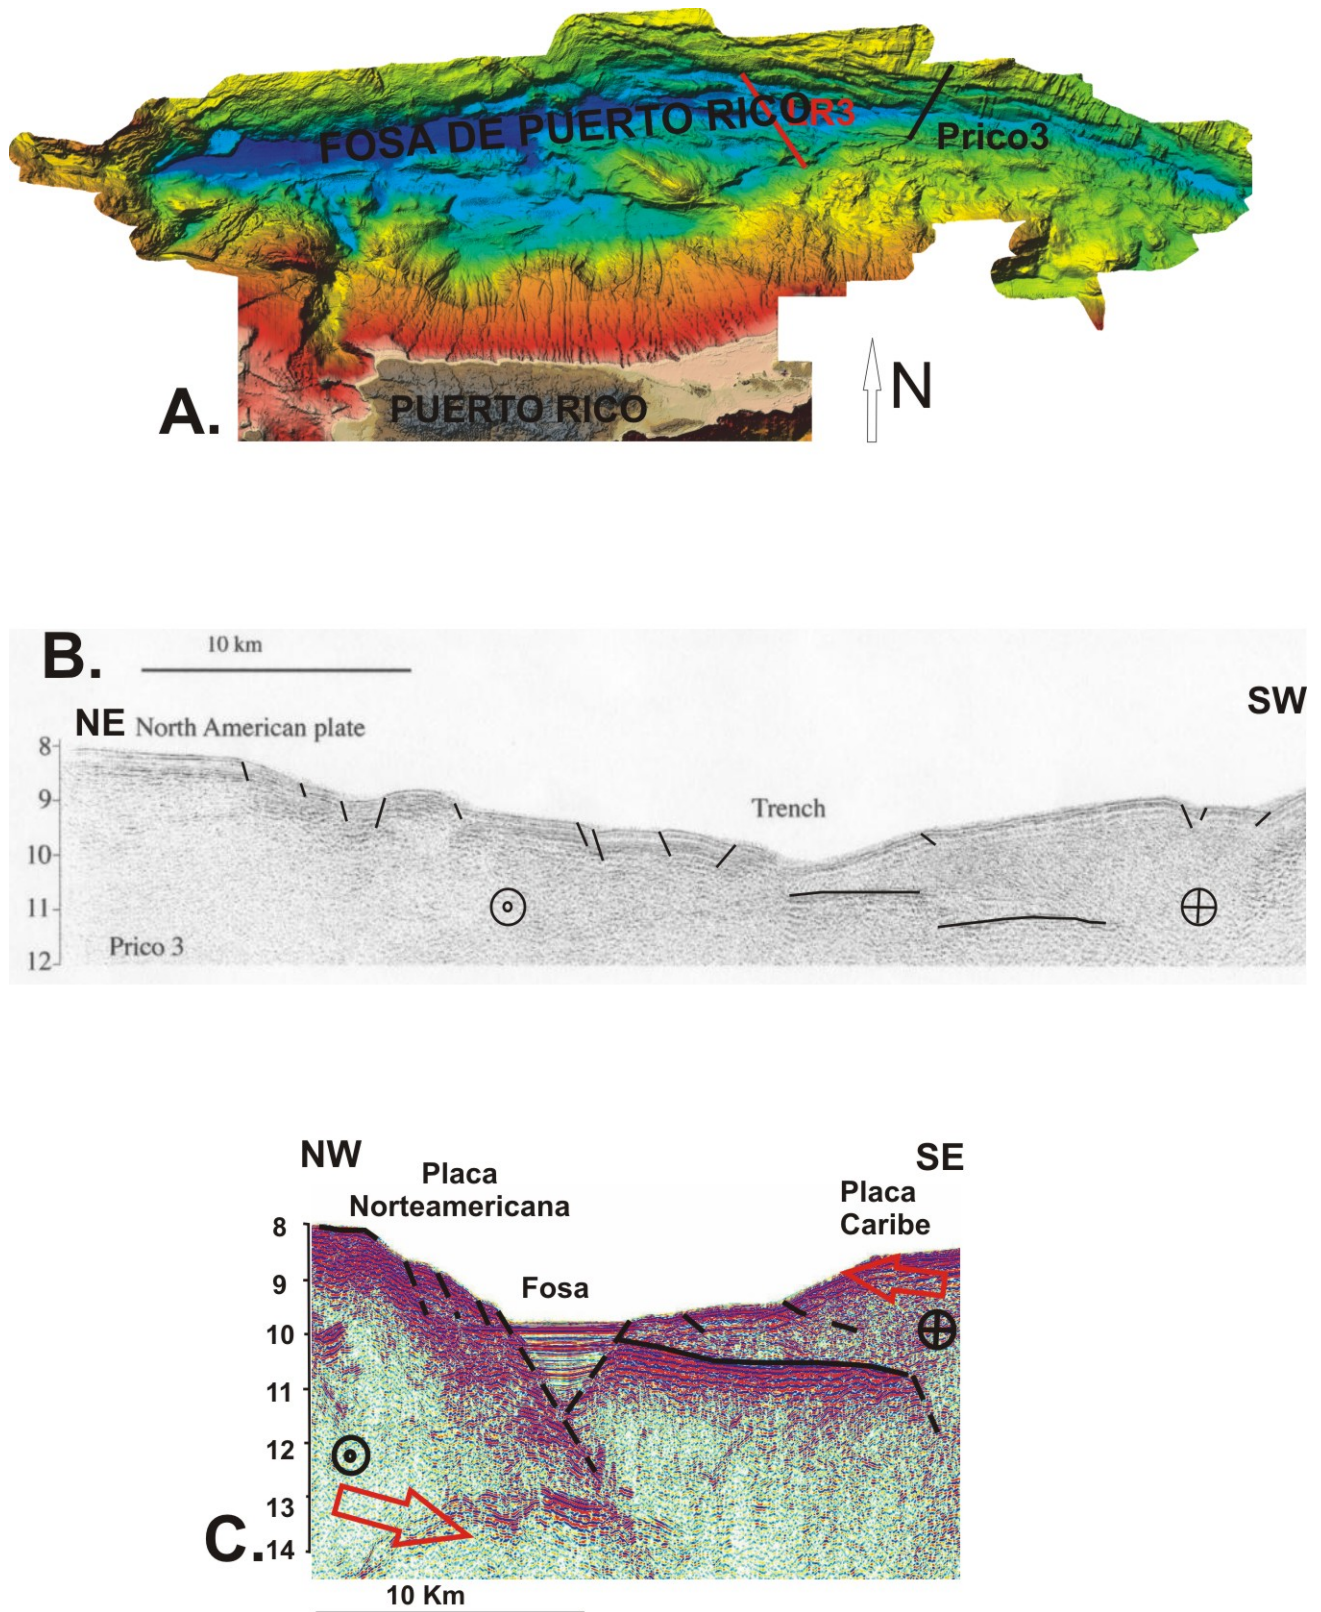 FOSA DE PUERTO RICO
LR3
Prico3
PUERTO RICO
A.
N
B.
10 km
NE
North American plate
SW
8
9
Trench
10
11
Prico 3
12
NW
SE
Placa
Norteamericana
Placa
Caribe
8
9
Fosa
10
11
12
13
C.
14
10 Km